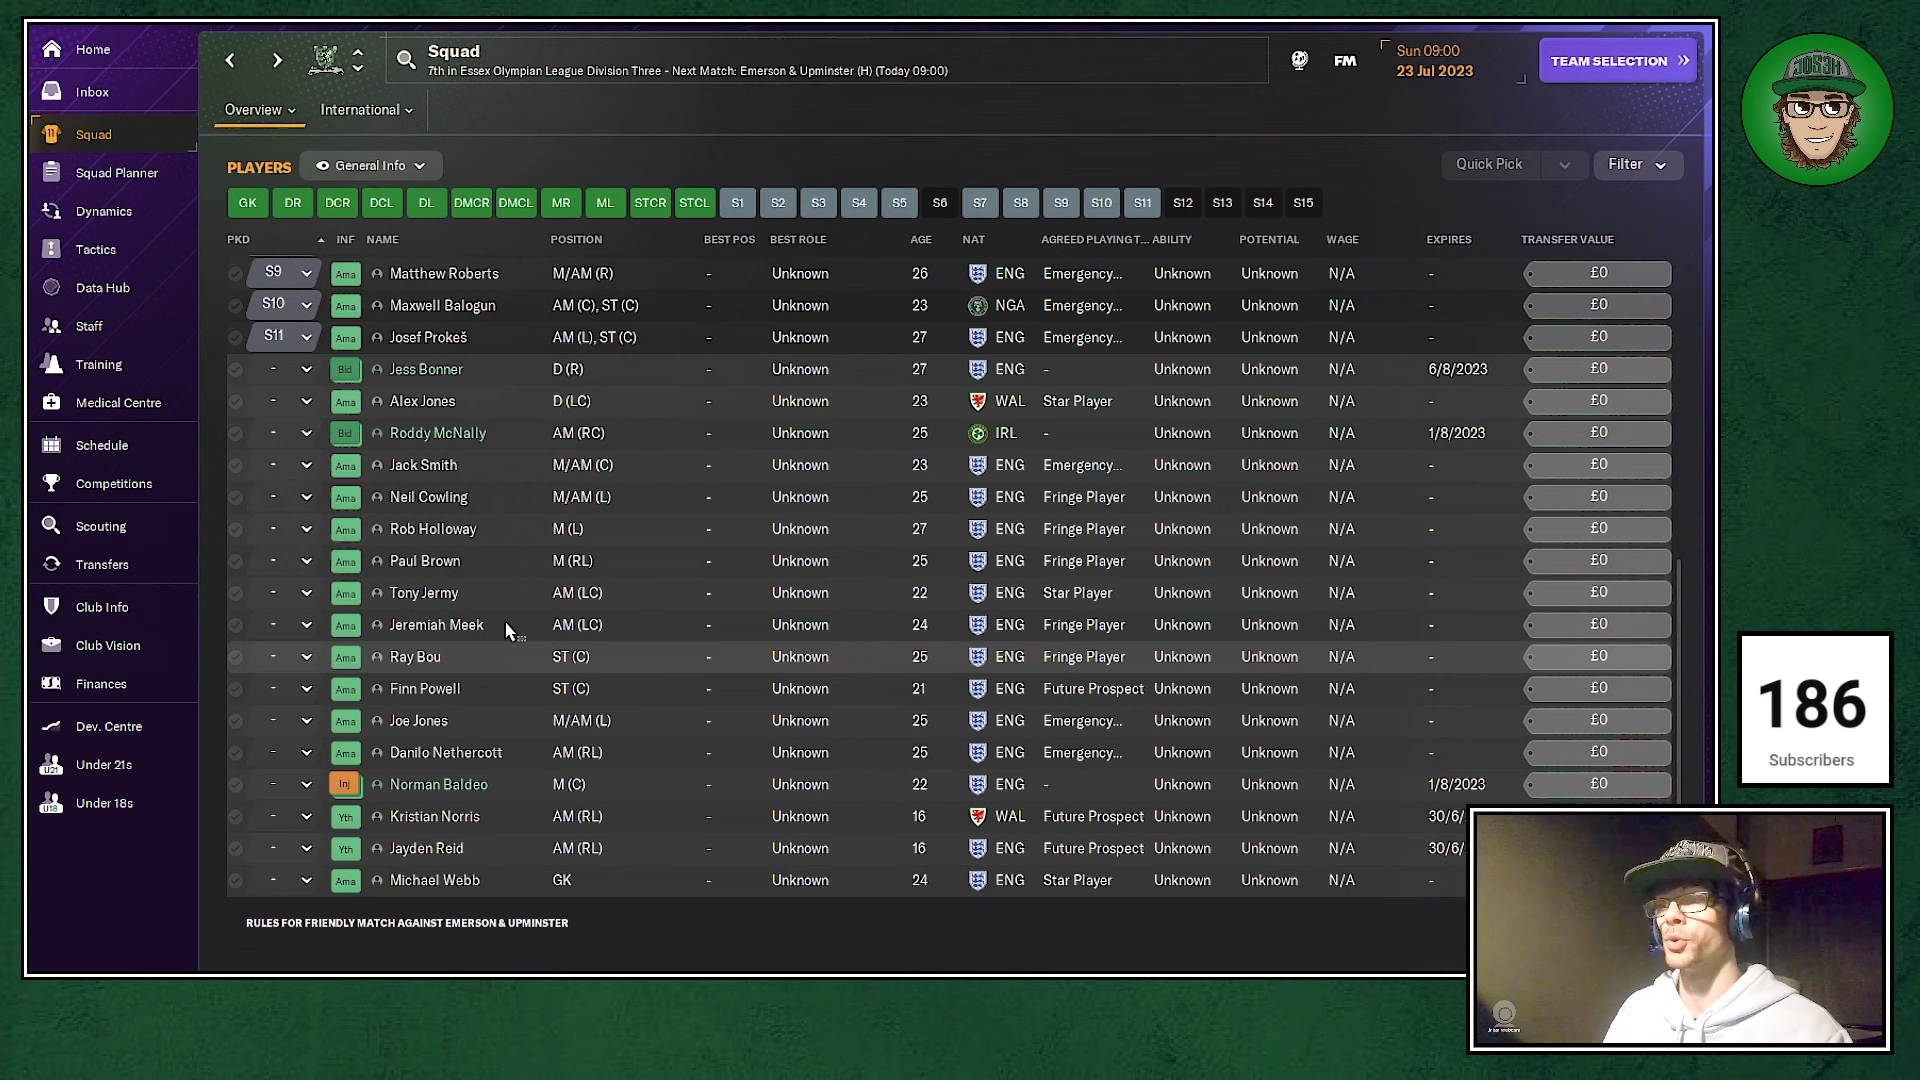 Home
Inbox
Squad
Squad Planner
Dynamics
Tactics
Data Hub
Staff
Training
Medical Centre
Schedule
Competitions
Scouting
Transfers
Club Info
Club Vision
Finances
Dev. Centre
U21 Under 21s
U18 Under 18s
Squad
7th in Essex Olympian League Division Three - Next Match: Emerson & Upminster (H) (Today 09:00)
FM
Sun 09:00
23 Jul 2023
TEAM SELECTION
Overview International
PLAYERS General Info Quick Pick Filter
GK DR DCR DCL DL DMCR DMCL MR ML STCR STCL S1 S2 S3 S4 S5 S6 S7 S8 S9 S10 S11 S12 S13 S14 S15
PKD INF NAME POSITION BEST POS BEST ROLE AGE NAT AGREED PLAYING T... ABILITY POTENTIAL WAGE EXPIRES TRANSFER VALUE
S9 Ama Matthew Roberts M/AM (R) - Unknown 26 ENG Emergency... Unknown Unknown N/A - £0
S10 Ama Maxwell Balogun AM (C), ST (C) - Unknown 23 NGA Emergency... Unknown Unknown N/A - £0
S11 Ama Josef Prokeš AM (L), ST (C) - Unknown 27 ENG Emergency... Unknown Unknown N/A - £0
- Bid Jess Bonner D (R) - Unknown 27 ENG - Unknown Unknown N/A 6/8/2023 £0
- Ama Alex Jones D (LC) - Unknown 23 WAL Star Player Unknown Unknown N/A - £0
- Bid Roddy McNally AM (RC) - Unknown 25 IRL - Unknown Unknown N/A 1/8/2023 £0
- Ama Jack Smith M/AM (C) - Unknown 23 ENG Emergency... Unknown Unknown N/A - £0
- Ama Neil Cowling M/AM (L) - Unknown 25 ENG Fringe Player Unknown Unknown N/A - £0
- Ama Rob Holloway M (L) - Unknown 27 ENG Fringe Player Unknown Unknown N/A - £0
- Ama Paul Brown M (RL) - Unknown 25 ENG Fringe Player Unknown Unknown N/A - £0
- Ama Tony Jermy AM (LC) - Unknown 22 ENG Star Player Unknown Unknown N/A - £0
- Ama Jeremiah Meek AM (LC) - Unknown 24 ENG Fringe Player Unknown Unknown N/A - £0
- Ama Ray Bou ST (C) - Unknown 25 ENG Fringe Player Unknown Unknown N/A - £0
- Ama Finn Powell ST (C) - Unknown 21 ENG Future Prospect Unknown Unknown N/A - £0
- Ama Joe Jones M/AM (L) - Unknown 25 ENG Emergency... Unknown Unknown N/A - £0
- Ama Danilo Nethercott AM (RL) - Unknown 25 ENG Emergency... Unknown Unknown N/A - £0
- Inj Norman Baldeo M (C) - Unknown 22 ENG - Unknown Unknown N/A 1/8/2023 £0
- Yth Kristian Norris AM (RL) - Unknown 16 WAL Future Prospect Unknown Unknown N/A 30/6/
- Yth Jayden Reid AM (RL) - Unknown 16 ENG Future Prospect Unknown Unknown N/A 30/6/
- Ama Michael Webb GK - Unknown 24 ENG Star Player Unknown Unknown N/A -
RULES FOR FRIENDLY MATCH AGAINST EMERSON & UPMINSTER
186
Subscribers